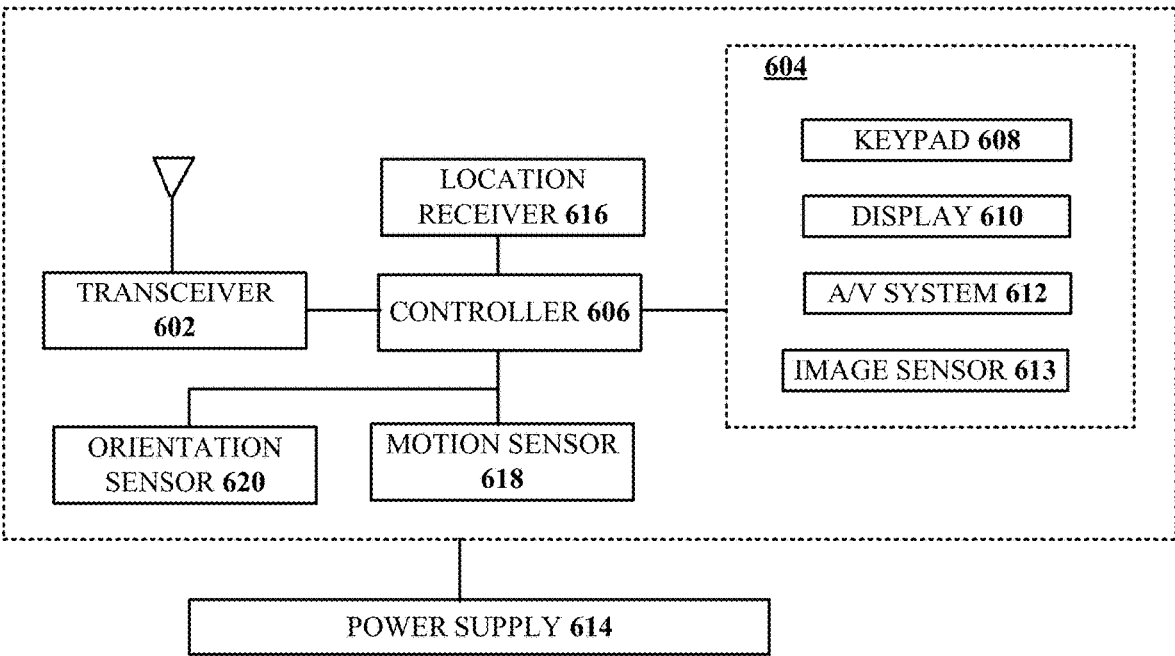 604
KEYPAD 608
LOCATION
RECEIVER 616
DISPLAY 610
TRANSCEIVER
602
CONTROLLER 606
A/V SYSTEM 612
IMAGE SENSOR 613
ORIENTATION
SENSOR 620
MOTION SENSOR
618
POWER SUPPLY 614